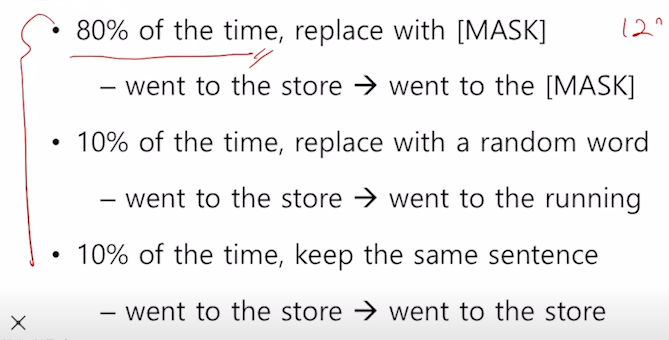 • 80% of the time, replace with [MASK]
– went to the store → went to the [MASK]
• 10% of the time, replace with a random word
– went to the store → went to the running
• 10% of the time, keep the same sentence
– went to the store → went to the store